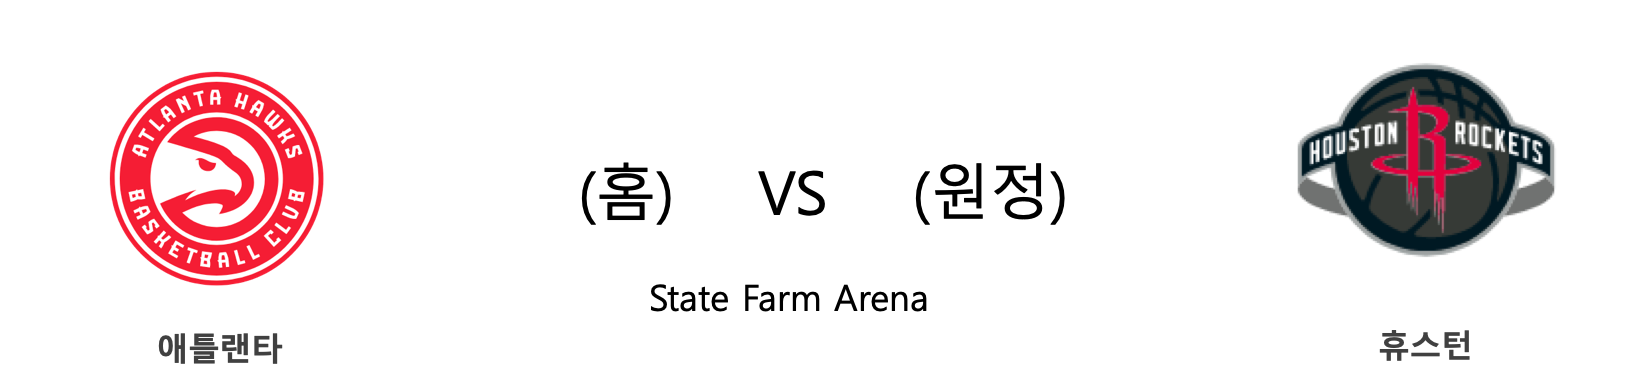 ATLANTA HAWKS
BASKETBALL CLUB
(홈) VS (원정)
HOUSTON R ROCKETS
State Farm Arena
애틀랜타
휴스턴